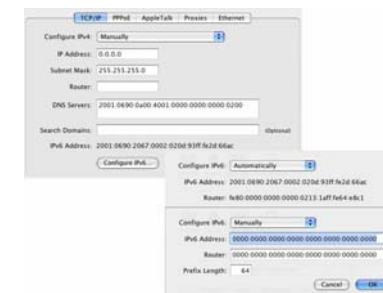 TCP/IP PPPoE AppleTalk Proxies Ethernet
Configure IPv4: Manually
IP Address: 0.0.0.0
Subnet Mask: 255.255.255.0
Router:
DNS Servers: 2001:0690:0a00:4001:0000:0000:0000:0200
Search Domains: (Optional)
IPv6 Address: 2001:0690:2067:0002:020d:93ff:fe2d:66ac
Configure IPv6...
Configure IPv6: Automatically
IPv6 Address: 2001:0690:2067:0002:020d:93ff:fe2d:66ac
Router: fe80:0000:0000:0000:0213:1aff:fe64:e8c1
Configure IPv6: Manually
IPv6 Address: 0000:0000:0000:0000:0000:0000:0000:0000
Router: 0000:0000:0000:0000:0000:0000:0000:0000
Prefix Length: 64
Cancel OK